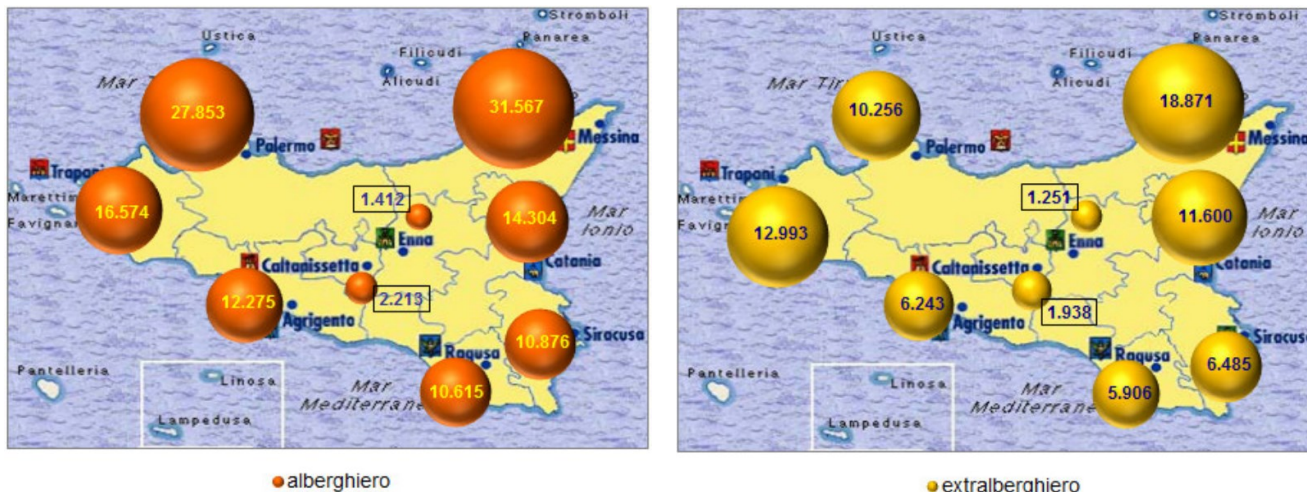 Stromboli
Ustica
Panarea
Filicudi
Alicudi
Mar T
27.853
31.567
Messina
Palermo
Trapani
Marettim
16.574
1.412
14.304
Favignan
Mar
Ionio
Enna
Caltanissetta
Catania
12.275
2.213
Agrigento
10.876
Siracusa
Ragusa
Pantelleria
Linosa
10.615
Mar
Mediterrane
Lampedusa
alberghiero
Stromboli
Ustica
Panarea
Filicudi
Alicudi
Mar Tir
10.256
18.871
Messina
Palermo
Trapani
Marettim
1.251
11.600
Favig
12.993
Mar
Ionio
Enna
Caltanissetta
Catania
6.243
1.938
Agrigento
Siracusa
Ragusa
6.485
Pantelleria
Linosa
5.906
Mar
Mediterrane
Lampedusa
extralberghiero